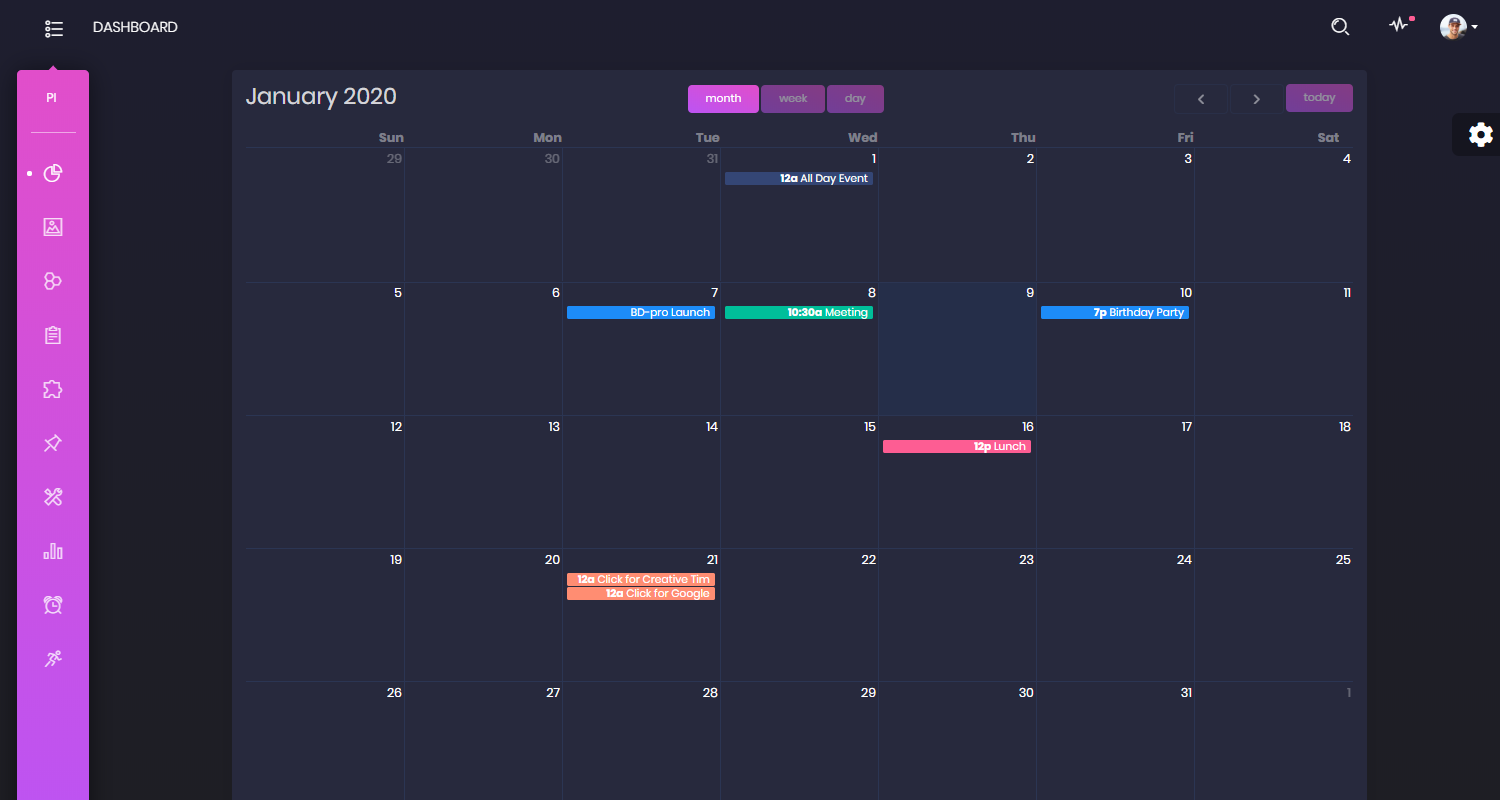 DASHBOARD
PI
January 2020
month week day
today
Sun Mon Tue Wed Thu Fri Sat
29 30 31 1 2 3 4
12a All Day Event
5 6 7 8 9 10 11
BD-pro Launch 10:30a Meeting 7p Birthday Party
12 13 14 15 16 17 18
12p Lunch
19 20 21 22 23 24 25
12a Click for Creative Tim
12a Click for Google
26 27 28 29 30 31 1